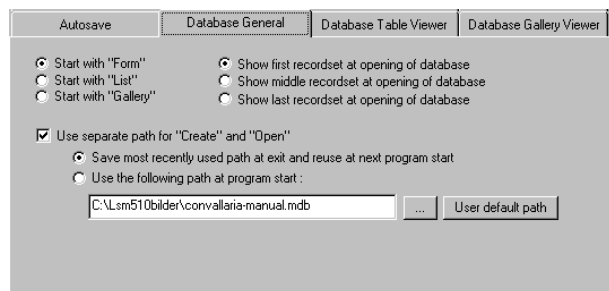 Autosave Database General Database Table Viewer Database Gallery Viewer
Start with "Form" Show first recordset at opening of database
Start with "List" Show middle recordset at opening of database
Start with "Gallery" Show last recordset at opening of database
Use separate path for "Create" and "Open"
Save most recently used path at exit and reuse at next program start
Use the following path at program start :
C:\Lsm510bilder\convallaria-manual.mdb ... User default path